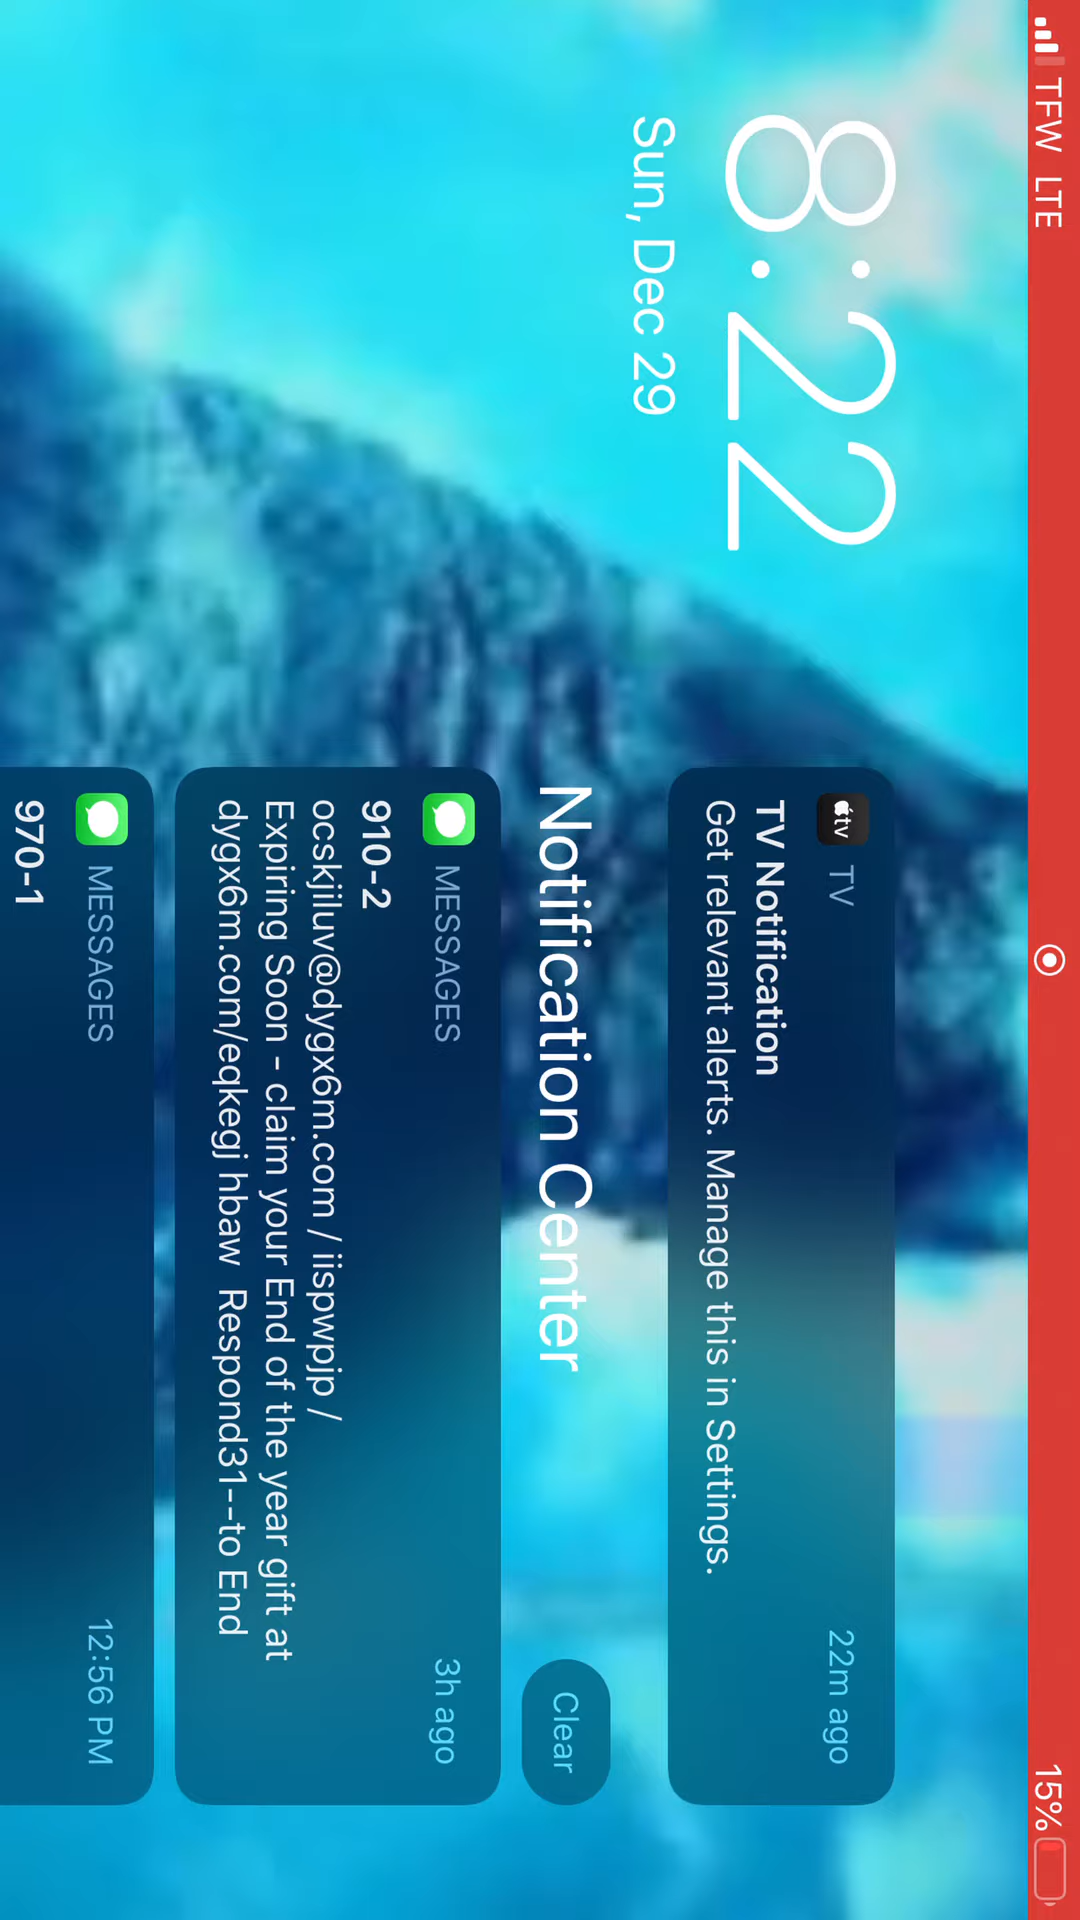 TFW LTE 15%
8:22
Sun, Dec 29
tv TV 22m ago
TV Notification
Get relevant alerts. Manage this in Settings.
Notification Center Clear
MESSAGES 3h ago
910-2
ocskjiluv@dygx6m.com / iispwpjp /
Expiring Soon - claim your End of the year gift at
dygx6m.com/eqkegj hbaw  Respond31--to End
MESSAGES 12:56 PM
970-1